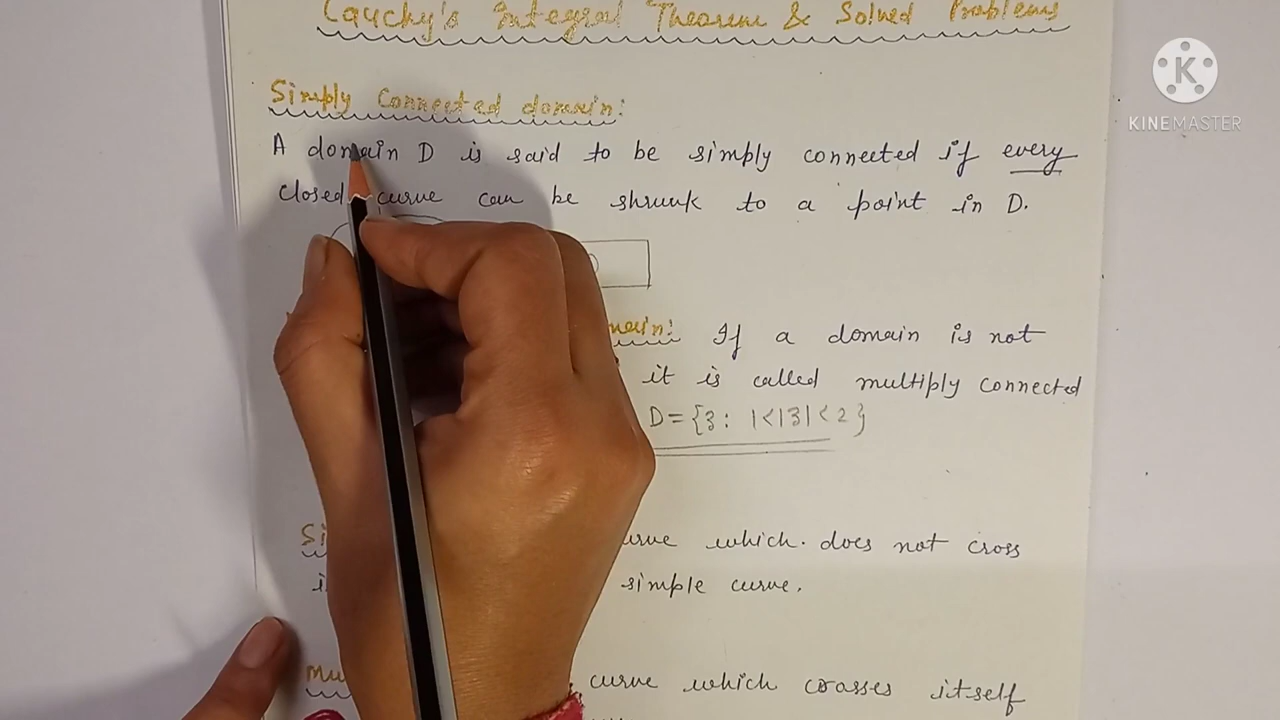 Cauchy's Integral Theorem & Solved Problems
Simply Connected domain:
A domain D is said to be simply connected if every
closed curve can be shrunk to a point in D.
If a domain is not
it is called multiply connected
D={z: 1<|z|<2}
which does not cross
simple curve.
curve which crosses itself
K
KINEMASTER